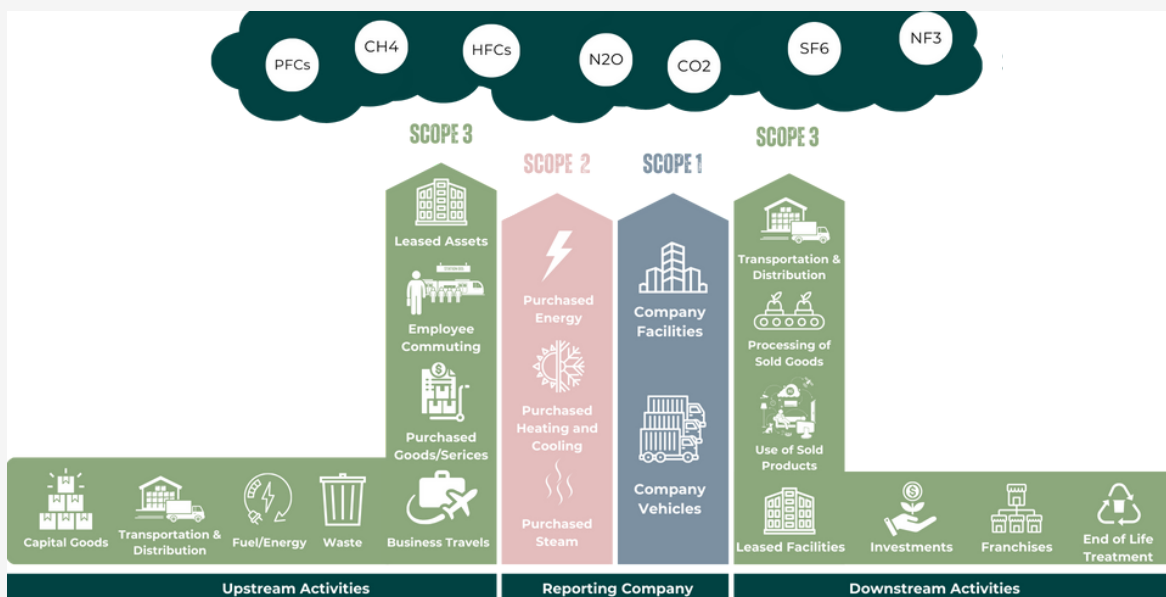 PFCs
CH4
HFCs
N2O
CO2
SF6
NF3
SCOPE 3
SCOPE 2
SCOPE 1
SCOPE 3
Leased Assets
Employee
Commuting
Purchased
Goods/Serices
Business Travels
Capital Goods
Transportation &
Distribution
Fuel/Energy
Waste
Purchased
Energy
Purchased
Heating and
Cooling
Purchased
Steam
Company
Facilities
Company
Vehicles
Transportation &
Distribution
Processing of
Sold Goods
Use of Sold
Products
Leased Facilities
Investments
Franchises
End of Life
Treatment
Upstream Activities
Reporting Company
Downstream Activities